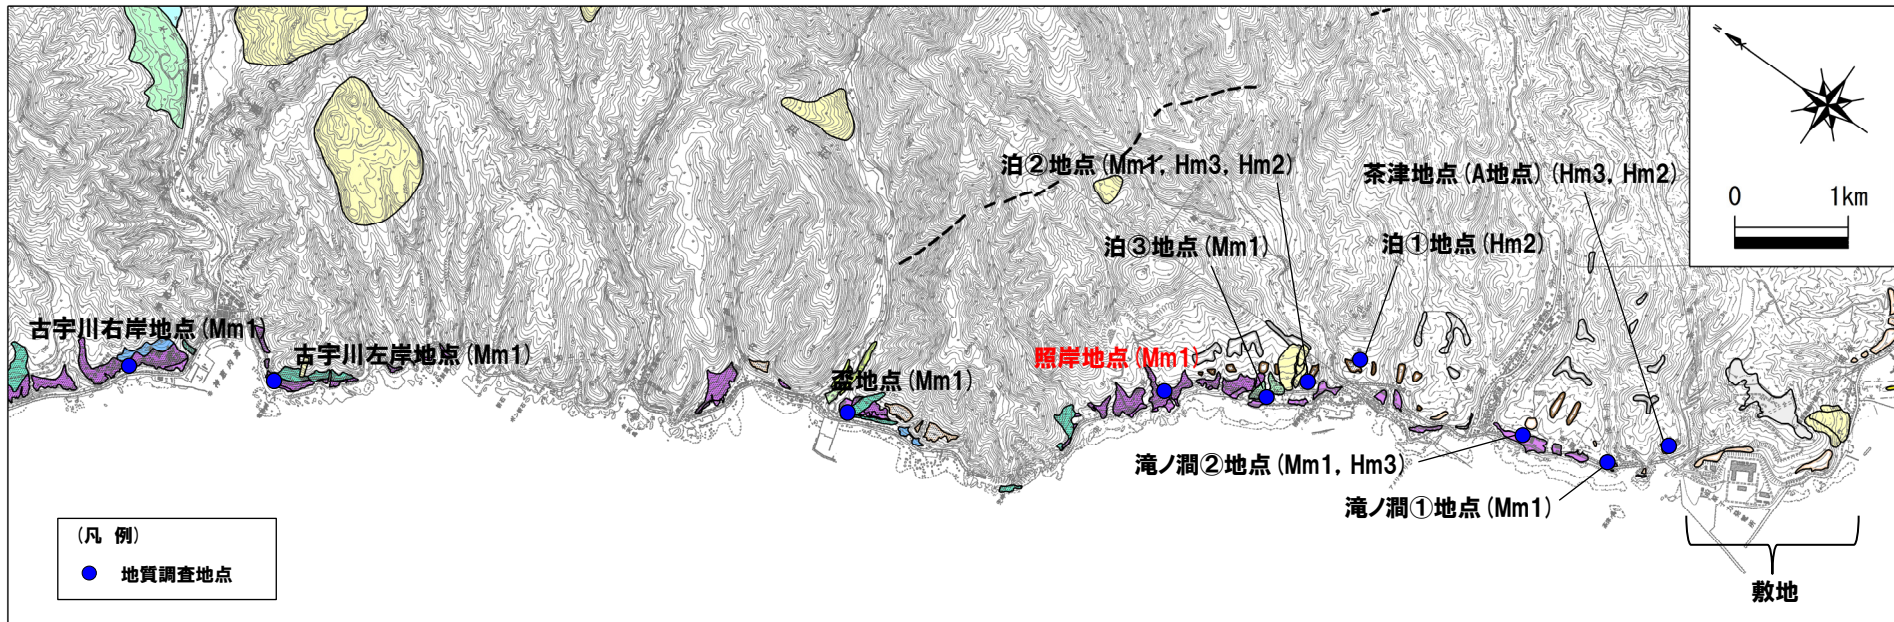 N
0 1km
泊②地点(Mm1, Hm3, Hm2)
茶津地点(A地点)(Hm3, Hm2)
泊③地点(Mm1)
泊①地点(Hm2)
古宇川右岸地点(Mm1)
古宇川左岸地点(Mm1)
盃地点(Mm1)
照岸地点(Mm1)
滝ノ澗②地点(Mm1, Hm3)
滝ノ澗①地点(Mm1)
(凡 例)
地質調査地点
敷地